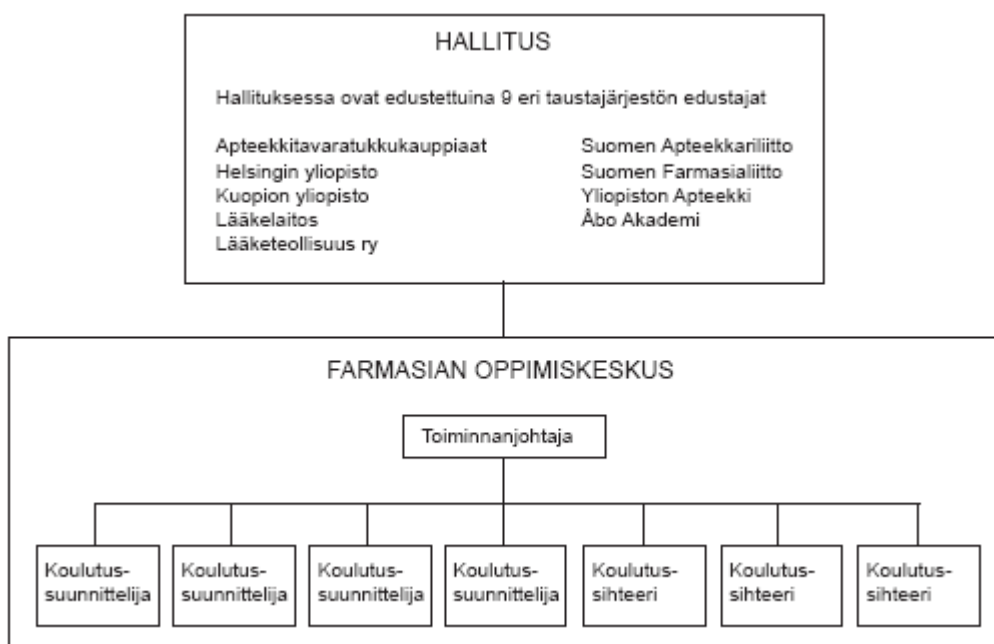 HALLITUS
Hallituksessa ovat edustettuina 9 eri taustajärjestön edustajat
Apteekkitavaratukkukauppiaat
Helsingin yliopisto
Kuopion yliopisto
Lääkelaitos
Lääketeollisuus ry
Suomen Apteekkariliitto
Suomen Farmasialiitto
Yliopiston Apteekki
Åbo Akademi
FARMASIAN OPPIMISKESKUS
Toiminnanjohtaja
Koulutus-
suunnittelija
Koulutus-
suunnittelija
Koulutus-
suunnittelija
Koulutus-
suunnittelija
Koulutus-
sihteeri
Koulutus-
sihteeri
Koulutus-
sihteeri